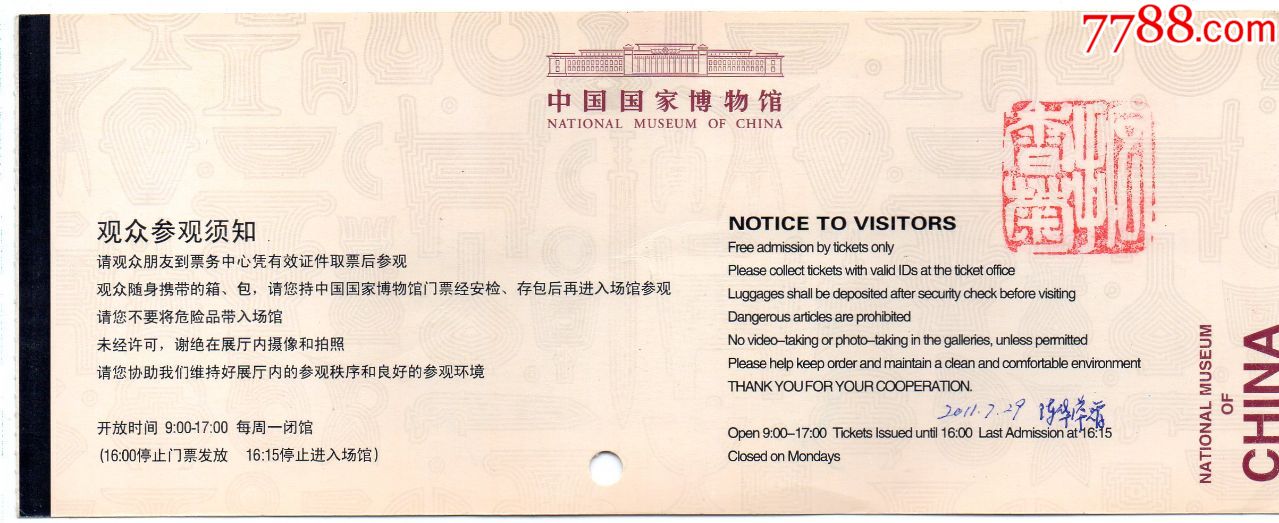 7788.com
中国国家博物馆
NATIONAL MUSEUM OF CHINA
观众参观须知
请观众朋友到票务中心凭有效证件取票后参观
观众随身携带的箱、包，请您持中国国家博物馆门票经安检、存包后再进入场馆参观
请您不要将危险品带入场馆
未经许可，谢绝在展厅内摄像和拍照
请您协助我们维持好展厅内的参观秩序和良好的参观环境
开放时间 9:00-17:00 每周一闭馆
(16:00停止门票发放 16:15停止进入场馆)
NOTICE TO VISITORS
Free admission by tickets only
Please collect tickets with valid IDs at the ticket office
Luggages shall be deposited after security check before visiting
Dangerous articles are prohibited
No video-taking or photo-taking in the galleries, unless permitted
Please help keep order and maintain a clean and comfortable environment
THANK YOU FOR YOUR COOPERATION.
2011.7.29
Open 9:00-17:00 Tickets Issued until 16:00 Last Admission at 16:15
Closed on Mondays
NATIONAL MUSEUM
OF
CHINA